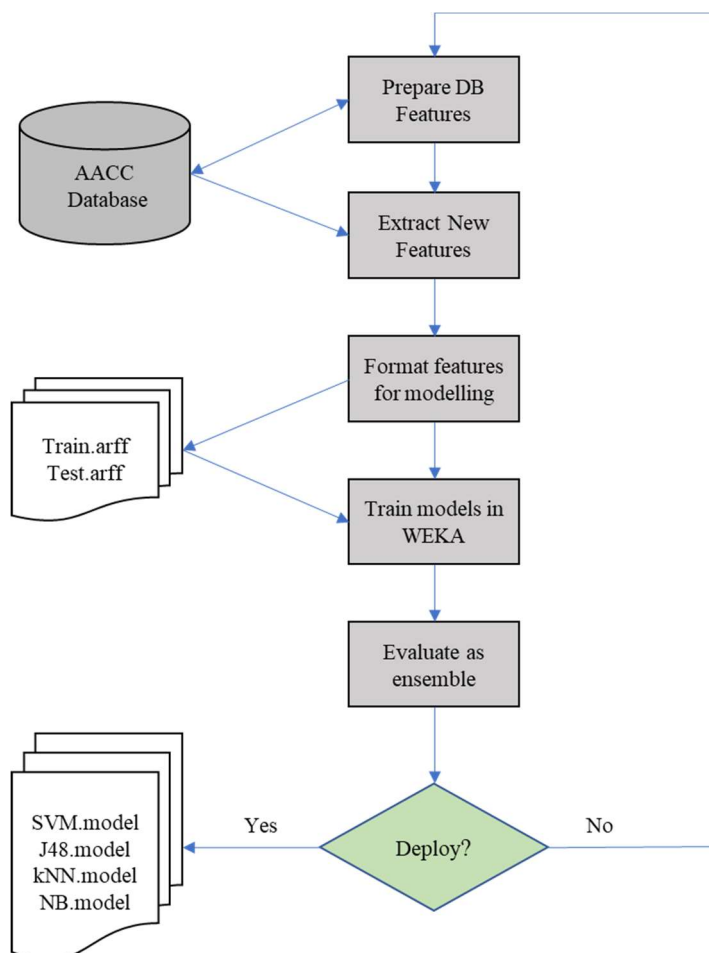 Prepare DB
Features
AACC
Database
Extract New
Features
Format features
for modelling
Train.arff
Test.arff
Train models in
WEKA
Evaluate as
ensemble
Deploy?
Yes
No
SVM.model
J48.model
kNN.model
NB.model